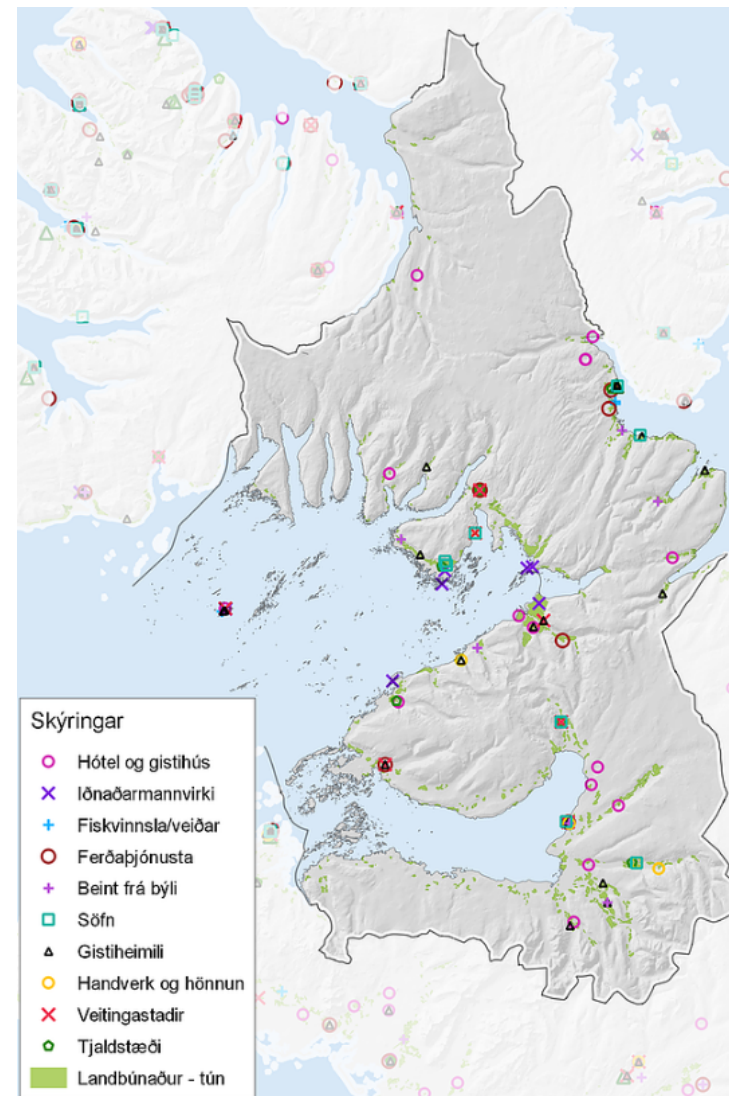 Skýringar
Hótel og gistihús
Iðnaðarmannvirki
Fiskvinnsla/veiðar
Ferðaþjónusta
Beint frá býli
Söfn
Gistiheimili
Handverk og hönnun
Veitingastadir
Tjaldstæði
Landbúnaður - tún